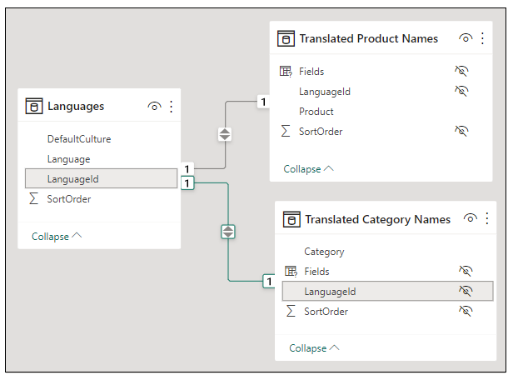 Translated Product Names
Fields
LanguageId
Product
SortOrder
Collapse
1
Languages
DefaultCulture
Language
LanguageId
SortOrder
Collapse
1
1
Translated Category Names
Category
Fields
LanguageId
SortOrder
Collapse
1